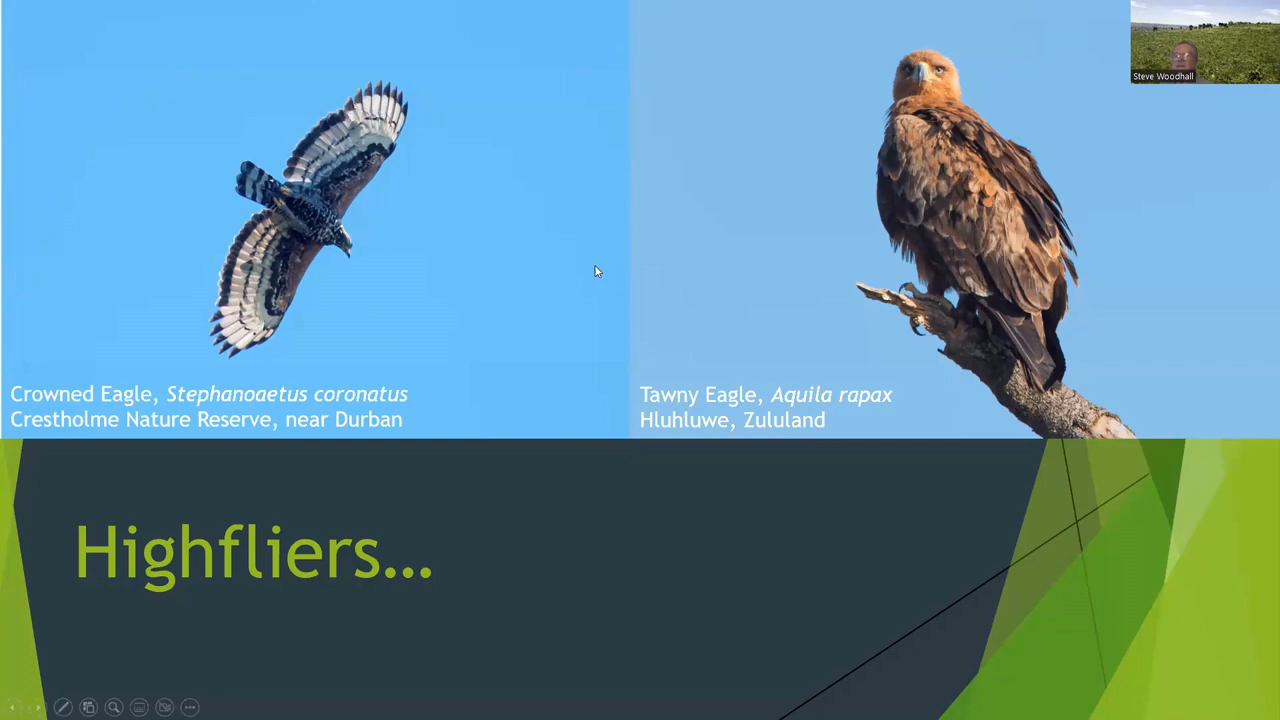 Steve Woodhall
Crowned Eagle, Stephanoaetus coronatus
Crestholme Nature Reserve, near Durban
Tawny Eagle, Aquila rapax
Hluhluwe, Zululand
Highfliers...